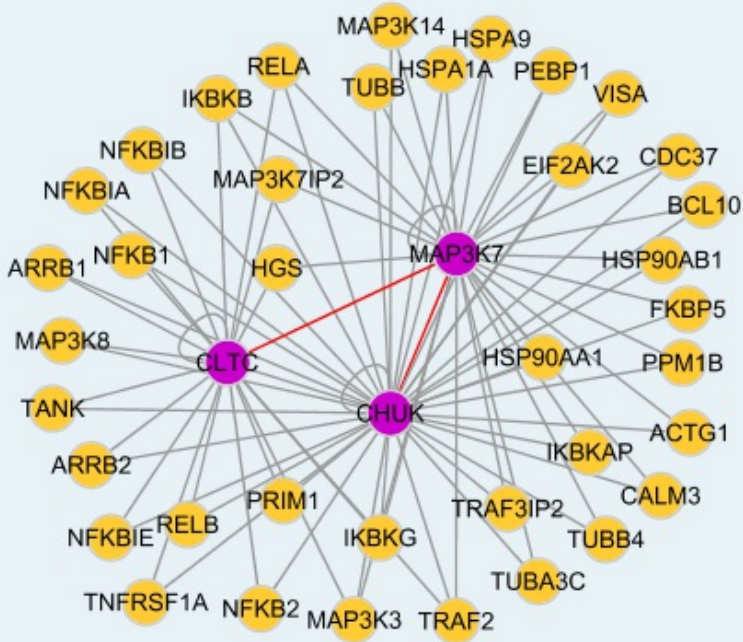 MAP3K14
HSPA9
RELA
HSPA1A
PEBP1
IKBKB
TUBB
VISA
NFKBIB
EIF2AK2
CDC37
MAP3K7IP2
NFKBIA
BCL10
NFKB1
MAP3K7
ARRB1
HGS
HSP90AB1
FKBP5
MAP3K8
CLTC
HSP90AA1
PPM1B
TANK
CHUK
ACTG1
ARRB2
IKBKAP
CALM3
PRIM1
TRAF3IP2
NFKBIE
RELB
IKBKG
TUBB4
TUBA3C
TNFRSF1A
NFKB2
MAP3K3
TRAF2